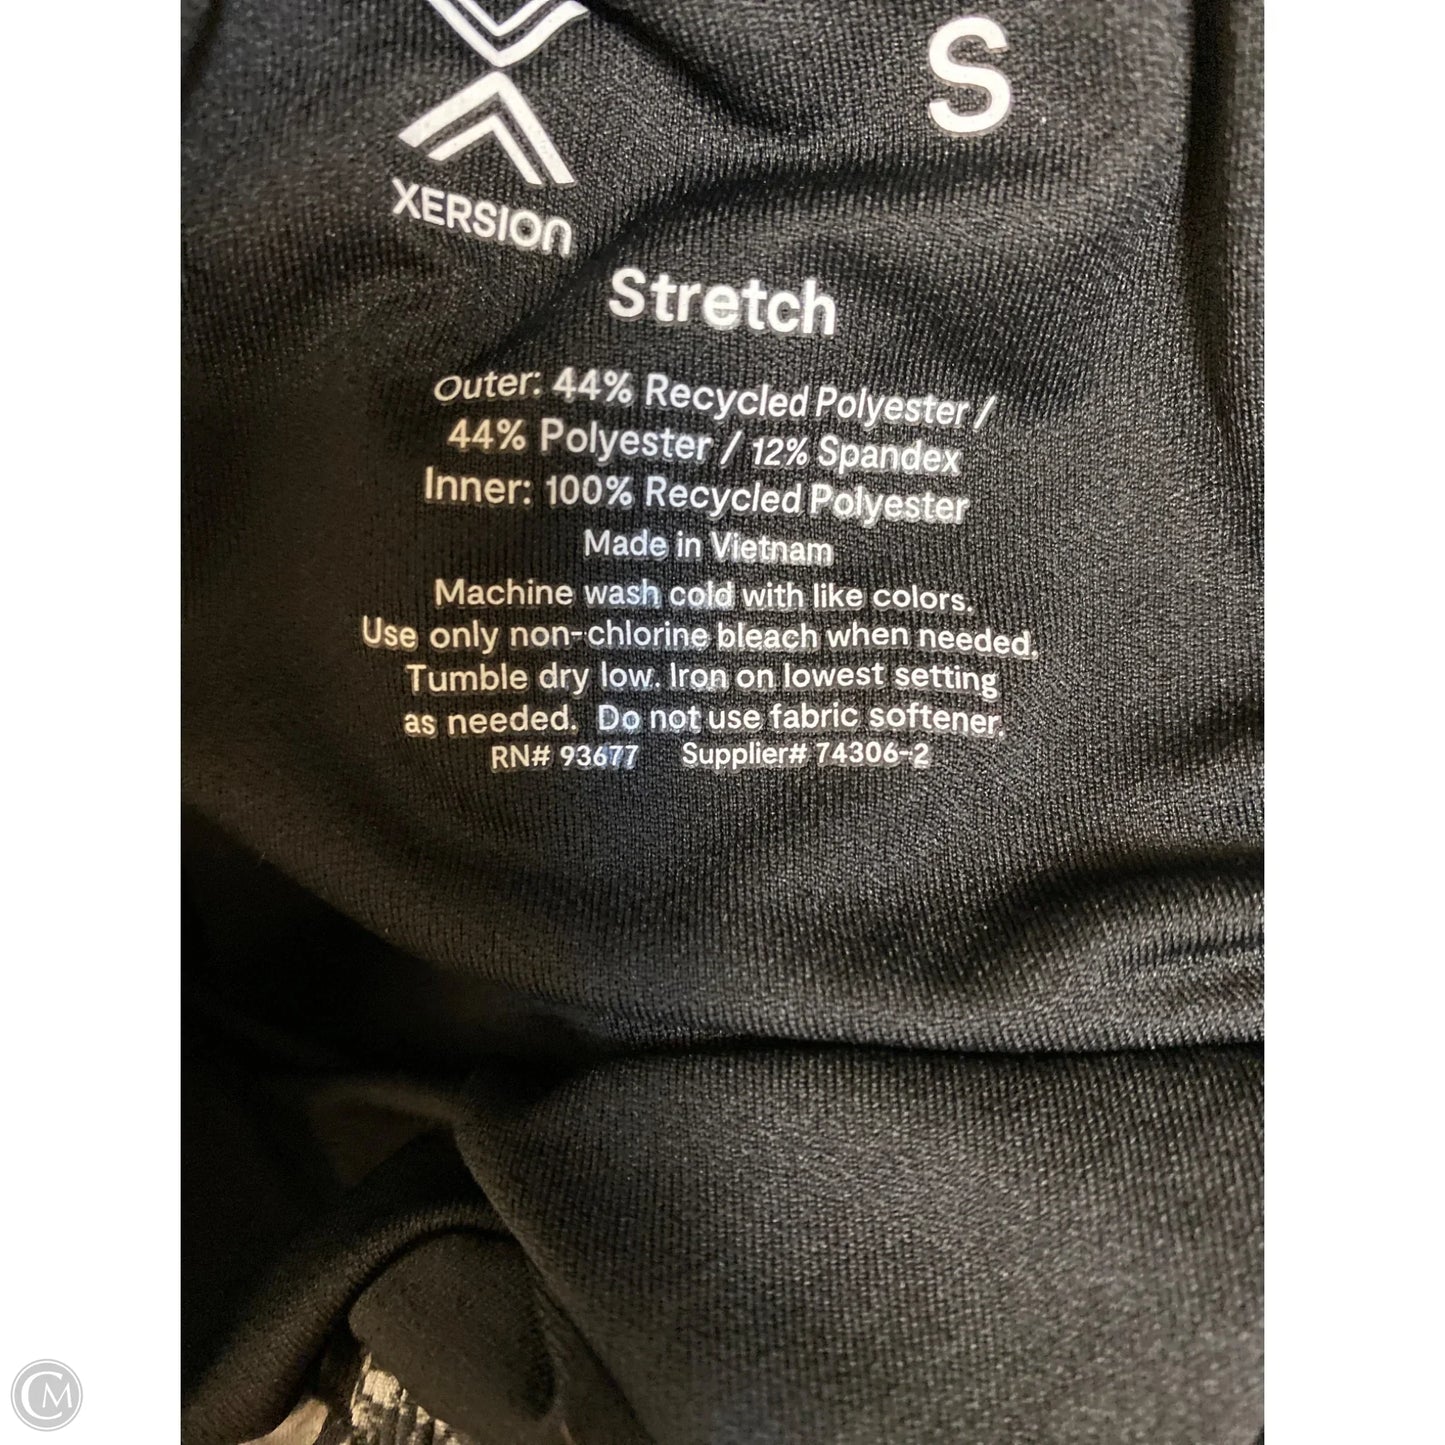 S
XERSION
Stretch
Outer: 44% Recycled Polyester /
44% Polyester / 12% Spandex
Inner: 100% Recycled Polyester
Made in Vietnam
Machine wash cold with like colors.
Use only non-chlorine bleach when needed.
Tumble dry low. Iron on lowest setting
as needed. Do not use fabric softener.
RN# 93677 Supplier# 74306-2
CM